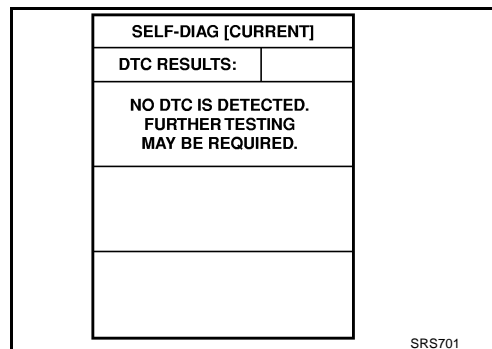 SELF-DIAG [CURRENT]
DTC RESULTS:
NO DTC IS DETECTED.
FURTHER TESTING
MAY BE REQUIRED.
SRS701